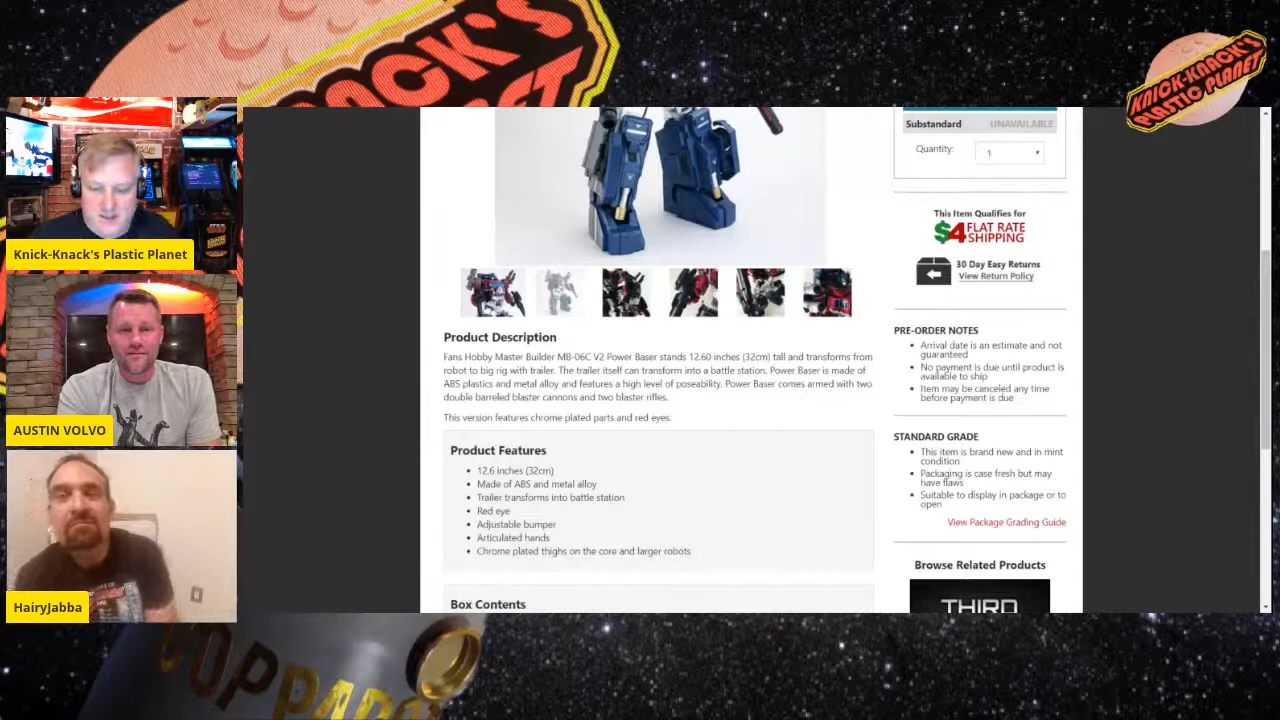 KNACK'S
PLANET
KNICK-KNACK'S
PLASTIC PLANET
Knick-Knack's Plastic Planet
AUSTIN VOLVO
HairyJabba
Substandard UNAVAILABLE
Quantity: 1
This Item Qualifies for
$4 FLAT RATE
SHIPPING
30 Day Easy Returns
View Return Policy
Product Description
Fans Hobby Master Builder MB-06C V2 Power Baser stands 12.60 inches (32cm) tall and transforms from
robot to big rig with trailer. The trailer itself can transform into a battle station. Power Baser is made of
ABS plastics and metal alloy and features a high level of poseability. Power Baser comes armed with two
double barreled blaster cannons and two blaster rifles.
This version features chrome plated parts and red eyes.
Product Features
12.6 inches (32cm)
Made of ABS and metal alloy
Trailer transforms into battle station
Red eye
Adjustable bumper
Articulated hands
Chrome plated thighs on the core and larger robots
Box Contents
PRE-ORDER NOTES
Arrival date is an estimate and not
guaranteed
No payment is due until product is
available to ship
Item may be canceled any time
before payment is due
STANDARD GRADE
This item is brand new and in mint
condition
Packaging is case fresh but may
have flaws
Suitable to display in package or to
open
View Package Grading Guide
Browse Related Products
THIRD